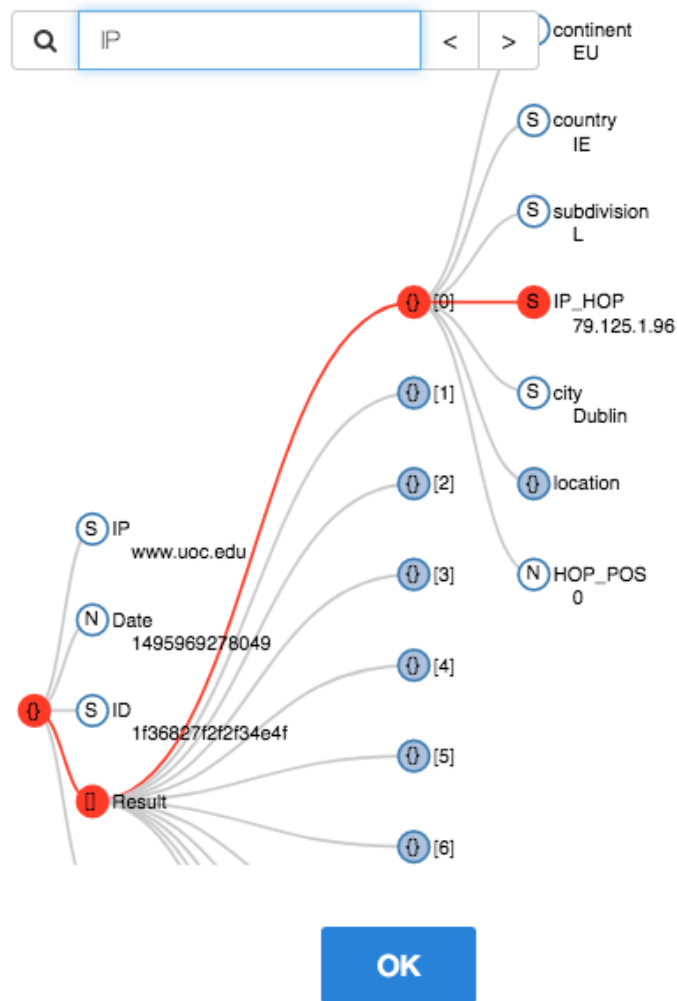 IP
<
>
continent
EU
S country
IE
S subdivision
L
{} [0]
S IP_HOP
79.125.1.96
{} [1]
S city
Dublin
{} [2]
{} location
S IP
www.uoc.edu
{} [3]
N HOP_POS
0
N Date
1495969278049
{} [4]
{}
S ID
1f36827f2f2f34e4f
{} [5]
[] Result
{} [6]
OK